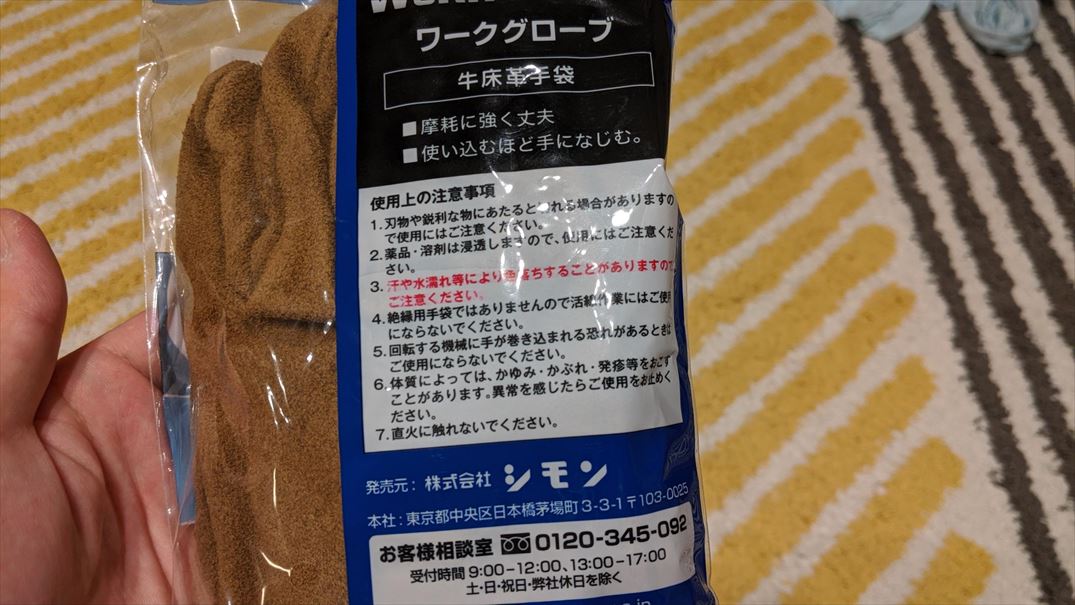 ワークグローブ
牛床革手袋
■摩耗に強く丈夫
■使い込むほど手になじむ。
使用上の注意事項
1.刃物や鋭利な物にあたると切れる場合がありますの
で使用にはご注意ください。
2.薬品・溶剤は浸透しますので、使用にはご注意くだ
さい。
3.汗や水濡れ等により色落ちすることがありますので
ご注意ください。
4.絶縁用手袋ではありませんので活線作業にはご使用
にならないでください。
5.回転する機械に手が巻き込まれる恐れがあるときは
ご使用にならないでください。
6.体質によっては、かゆみ・かぶれ・発疹等をおこす
ことがあります。異常を感じたらご使用をお止めく
ださい。
7.直火に触れないでください。
発売元:株式会社シモン
本社:東京都中央区日本橋茅場町3-3-1〒103-0025
お客様相談室 0120-345-092
受付時間 9:00-12:00、13:00-17:00
土・日・祝日・弊社休日を除く